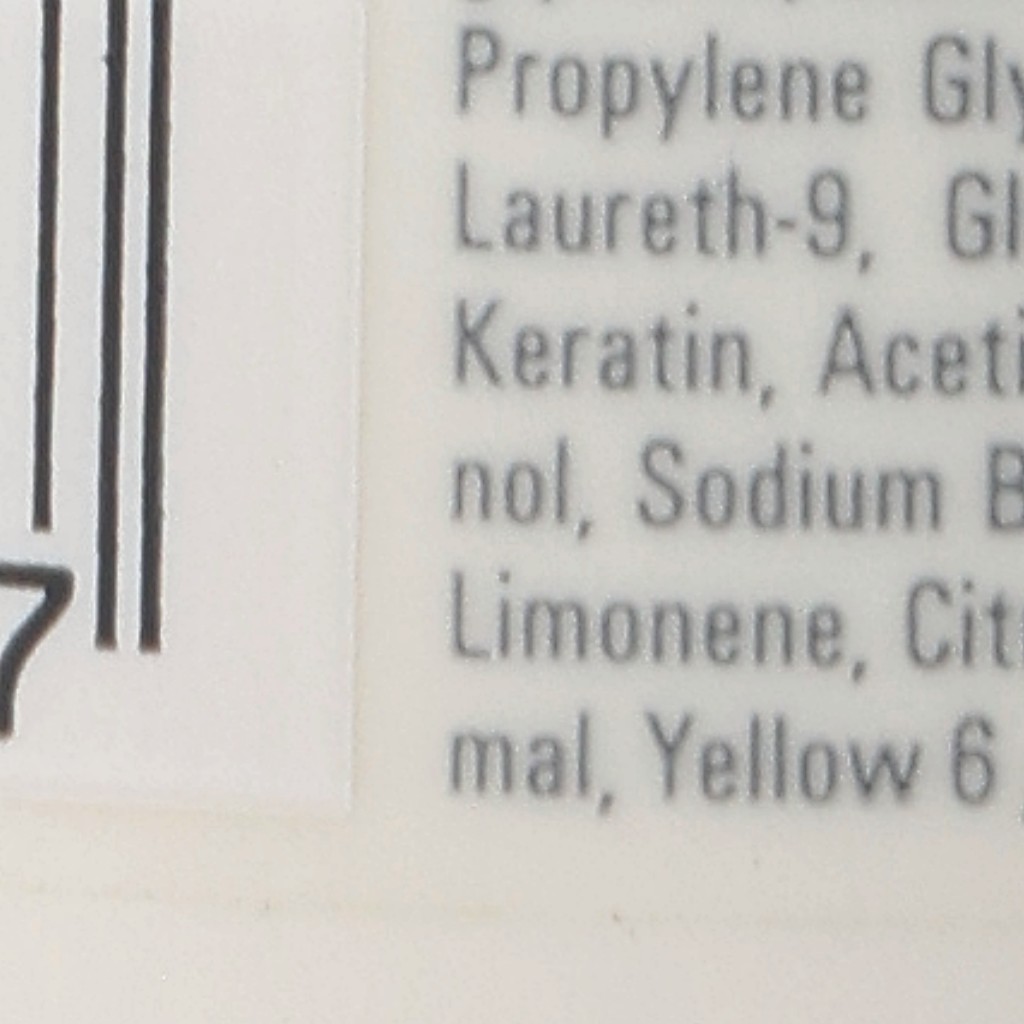 Propylene Gly
Laureth-9, Gl
Keratin, Aceti
nol, Sodium B
Limonene, Cit
mal, Yellow 6
7